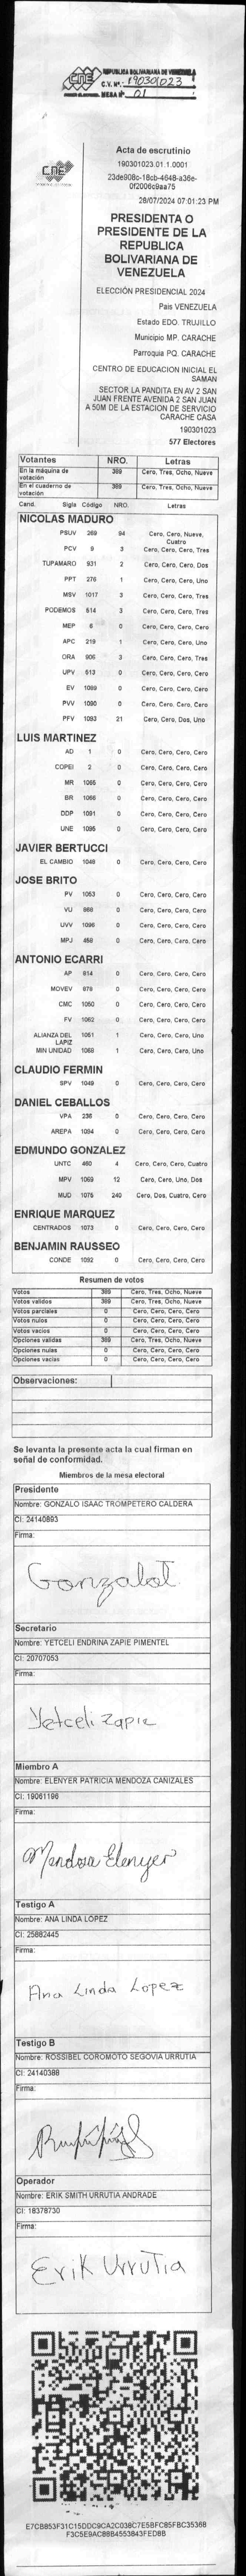 CNE
REPUBLICA BOLIVARIANA DE VENEZUELA
C.V. Nº: 190301023
MESA Nº 01
CNE
Acta de escrutinio
190301023.01.1.0001
23de908c-18cb-4648-a36e-
0f2006c9aa75
28/07/2024 07:01:23 PM
PRESIDENTA O
PRESIDENTE DE LA
REPUBLICA
BOLIVARIANA DE
VENEZUELA
ELECCIÓN PRESIDENCIAL 2024
Pais VENEZUELA
Estado EDO. TRUJILLO
Municipio MP. CARACHE
Parroquia PQ. CARACHE
CENTRO DE EDUCACION INICIAL EL
SAMAN
SECTOR LA PANDITA EN AV 2 SAN
JUAN FRENTE AVENIDA 2 SAN JUAN
A 50M DE LA ESTACION DE SERVICIO
CARACHE CASA
190301023
577 Electores
Votantes NRO. Letras
En la máquina de votación 389 Cero, Tres, Ocho, Nueve
En el cuaderno de votación 389 Cero, Tres, Ocho, Nueve
Cand. Sigla Código NRO. Letras
NICOLAS MADURO
PSUV 269 94 Cero, Cero, Nueve, Cuatro
PCV 9 3 Cero, Cero, Cero, Tres
TUPAMARO 931 2 Cero, Cero, Cero, Dos
PPT 276 1 Cero, Cero, Cero, Uno
MSV 1017 3 Cero, Cero, Cero, Tres
PODEMOS 514 3 Cero, Cero, Cero, Tres
MEP 6 0 Cero, Cero, Cero, Cero
APC 219 1 Cero, Cero, Cero, Uno
ORA 906 3 Cero, Cero, Cero, Tres
UPV 513 0 Cero, Cero, Cero, Cero
EV 1089 0 Cero, Cero, Cero, Cero
PVV 1090 0 Cero, Cero, Cero, Cero
PFV 1093 21 Cero, Cero, Dos, Uno
LUIS MARTINEZ
AD 1 0 Cero, Cero, Cero, Cero
COPEI 2 0 Cero, Cero, Cero, Cero
MR 1065 0 Cero, Cero, Cero, Cero
BR 1066 0 Cero, Cero, Cero, Cero
DDP 1091 0 Cero, Cero, Cero, Cero
UNE 1095 0 Cero, Cero, Cero, Cero
JAVIER BERTUCCI
EL CAMBIO 1048 0 Cero, Cero, Cero, Cero
JOSE BRITO
PV 1053 0 Cero, Cero, Cero, Cero
VU 868 0 Cero, Cero, Cero, Cero
UVV 1096 0 Cero, Cero, Cero, Cero
MPJ 458 0 Cero, Cero, Cero, Cero
ANTONIO ECARRI
AP 814 0 Cero, Cero, Cero, Cero
MOVEV 978 0 Cero, Cero, Cero, Cero
CMC 1050 0 Cero, Cero, Cero, Cero
FV 1062 0 Cero, Cero, Cero, Cero
ALIANZA DEL LAPIZ 1051 1 Cero, Cero, Cero, Uno
MIN UNIDAD 1068 1 Cero, Cero, Cero, Uno
CLAUDIO FERMIN
SPV 1049 0 Cero, Cero, Cero, Cero
DANIEL CEBALLOS
VPA 235 0 Cero, Cero, Cero, Cero
AREPA 1094 0 Cero, Cero, Cero, Cero
EDMUNDO GONZALEZ
UNTC 460 4 Cero, Cero, Cero, Cuatro
MPV 1069 12 Cero, Cero, Uno, Dos
MUD 1075 240 Cero, Dos, Cuatro, Cero
ENRIQUE MARQUEZ
CENTRADOS 1073 0 Cero, Cero, Cero, Cero
BENJAMIN RAUSSEO
CONDE 1092 0 Cero, Cero, Cero, Cero
Resumen de votos
Votos 389 Cero, Tres, Ocho, Nueve
Votos validos 389 Cero, Tres, Ocho, Nueve
Votos parciales 0 Cero, Cero, Cero, Cero
Votos nulos 0 Cero, Cero, Cero, Cero
Votos vacios 0 Cero, Cero, Cero, Cero
Opciones validas 389 Cero, Tres, Ocho, Nueve
Opciones nulas 0 Cero, Cero, Cero, Cero
Opciones vacias 0 Cero, Cero, Cero, Cero
Observaciones:
Se levanta la presente acta la cual firman en
señal de conformidad.
Miembros de la mesa electoral
Presidente
Nombre: GONZALO ISAAC TROMPETERO CALDERA
CI: 24140893
Firma:
Gonzalot
Secretario
Nombre: YETCELI ENDRINA ZAPIE PIMENTEL
CI: 20707053
Firma:
Yetceli Zapie
Miembro A
Nombre: ELENYER PATRICIA MENDOZA CAÑIZALES
CI: 19061196
Firma:
Mendoza Elenyer
Testigo A
Nombre: ANA LINDA LOPEZ
CI: 25882445
Firma:
Ana Linda Lopez
Testigo B
Nombre: ROSSIBEL COROMOTO SEGOVIA URRUTIA
CI: 24140388
Firma:
Operador
Nombre: ERIK SMITH URRUTIA ANDRADE
CI: 18378730
Firma:
Erik Urrutia
E7CB853F31C15DDC9CA2C038C7E5BFC85FBC35368
F3C5E9AC88B4553843FED8B